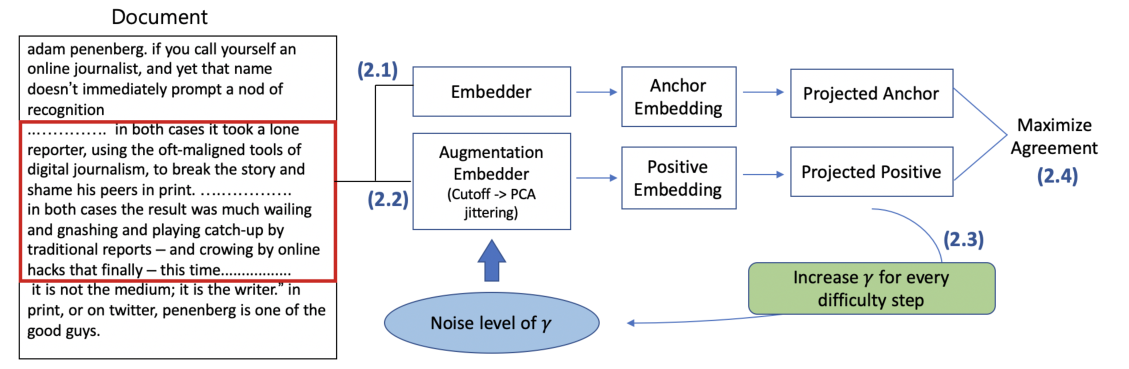 Document
adam penenberg. if you call yourself an
online journalist, and yet that name
doesn't immediately prompt a nod of
recognition
…………… in both cases it took a lone
reporter, using the oft-maligned tools of
digital journalism, to break the story and
shame his peers in print. ……………
in both cases the result was much wailing
and gnashing and playing catch-up by
traditional reports – and crowing by online
hacks that finally – this time................
it is not the medium; it is the writer." in
print, or on twitter, penenberg is one of the
good guys.
(2.1)
(2.2)
Embedder
Augmentation
Embedder
(Cutoff -> PCA
jittering)
Anchor
Embedding
Positive
Embedding
Projected Anchor
Projected Positive
Maximize
Agreement
(2.4)
(2.3)
Increase γ for every
difficulty step
Noise level of γ